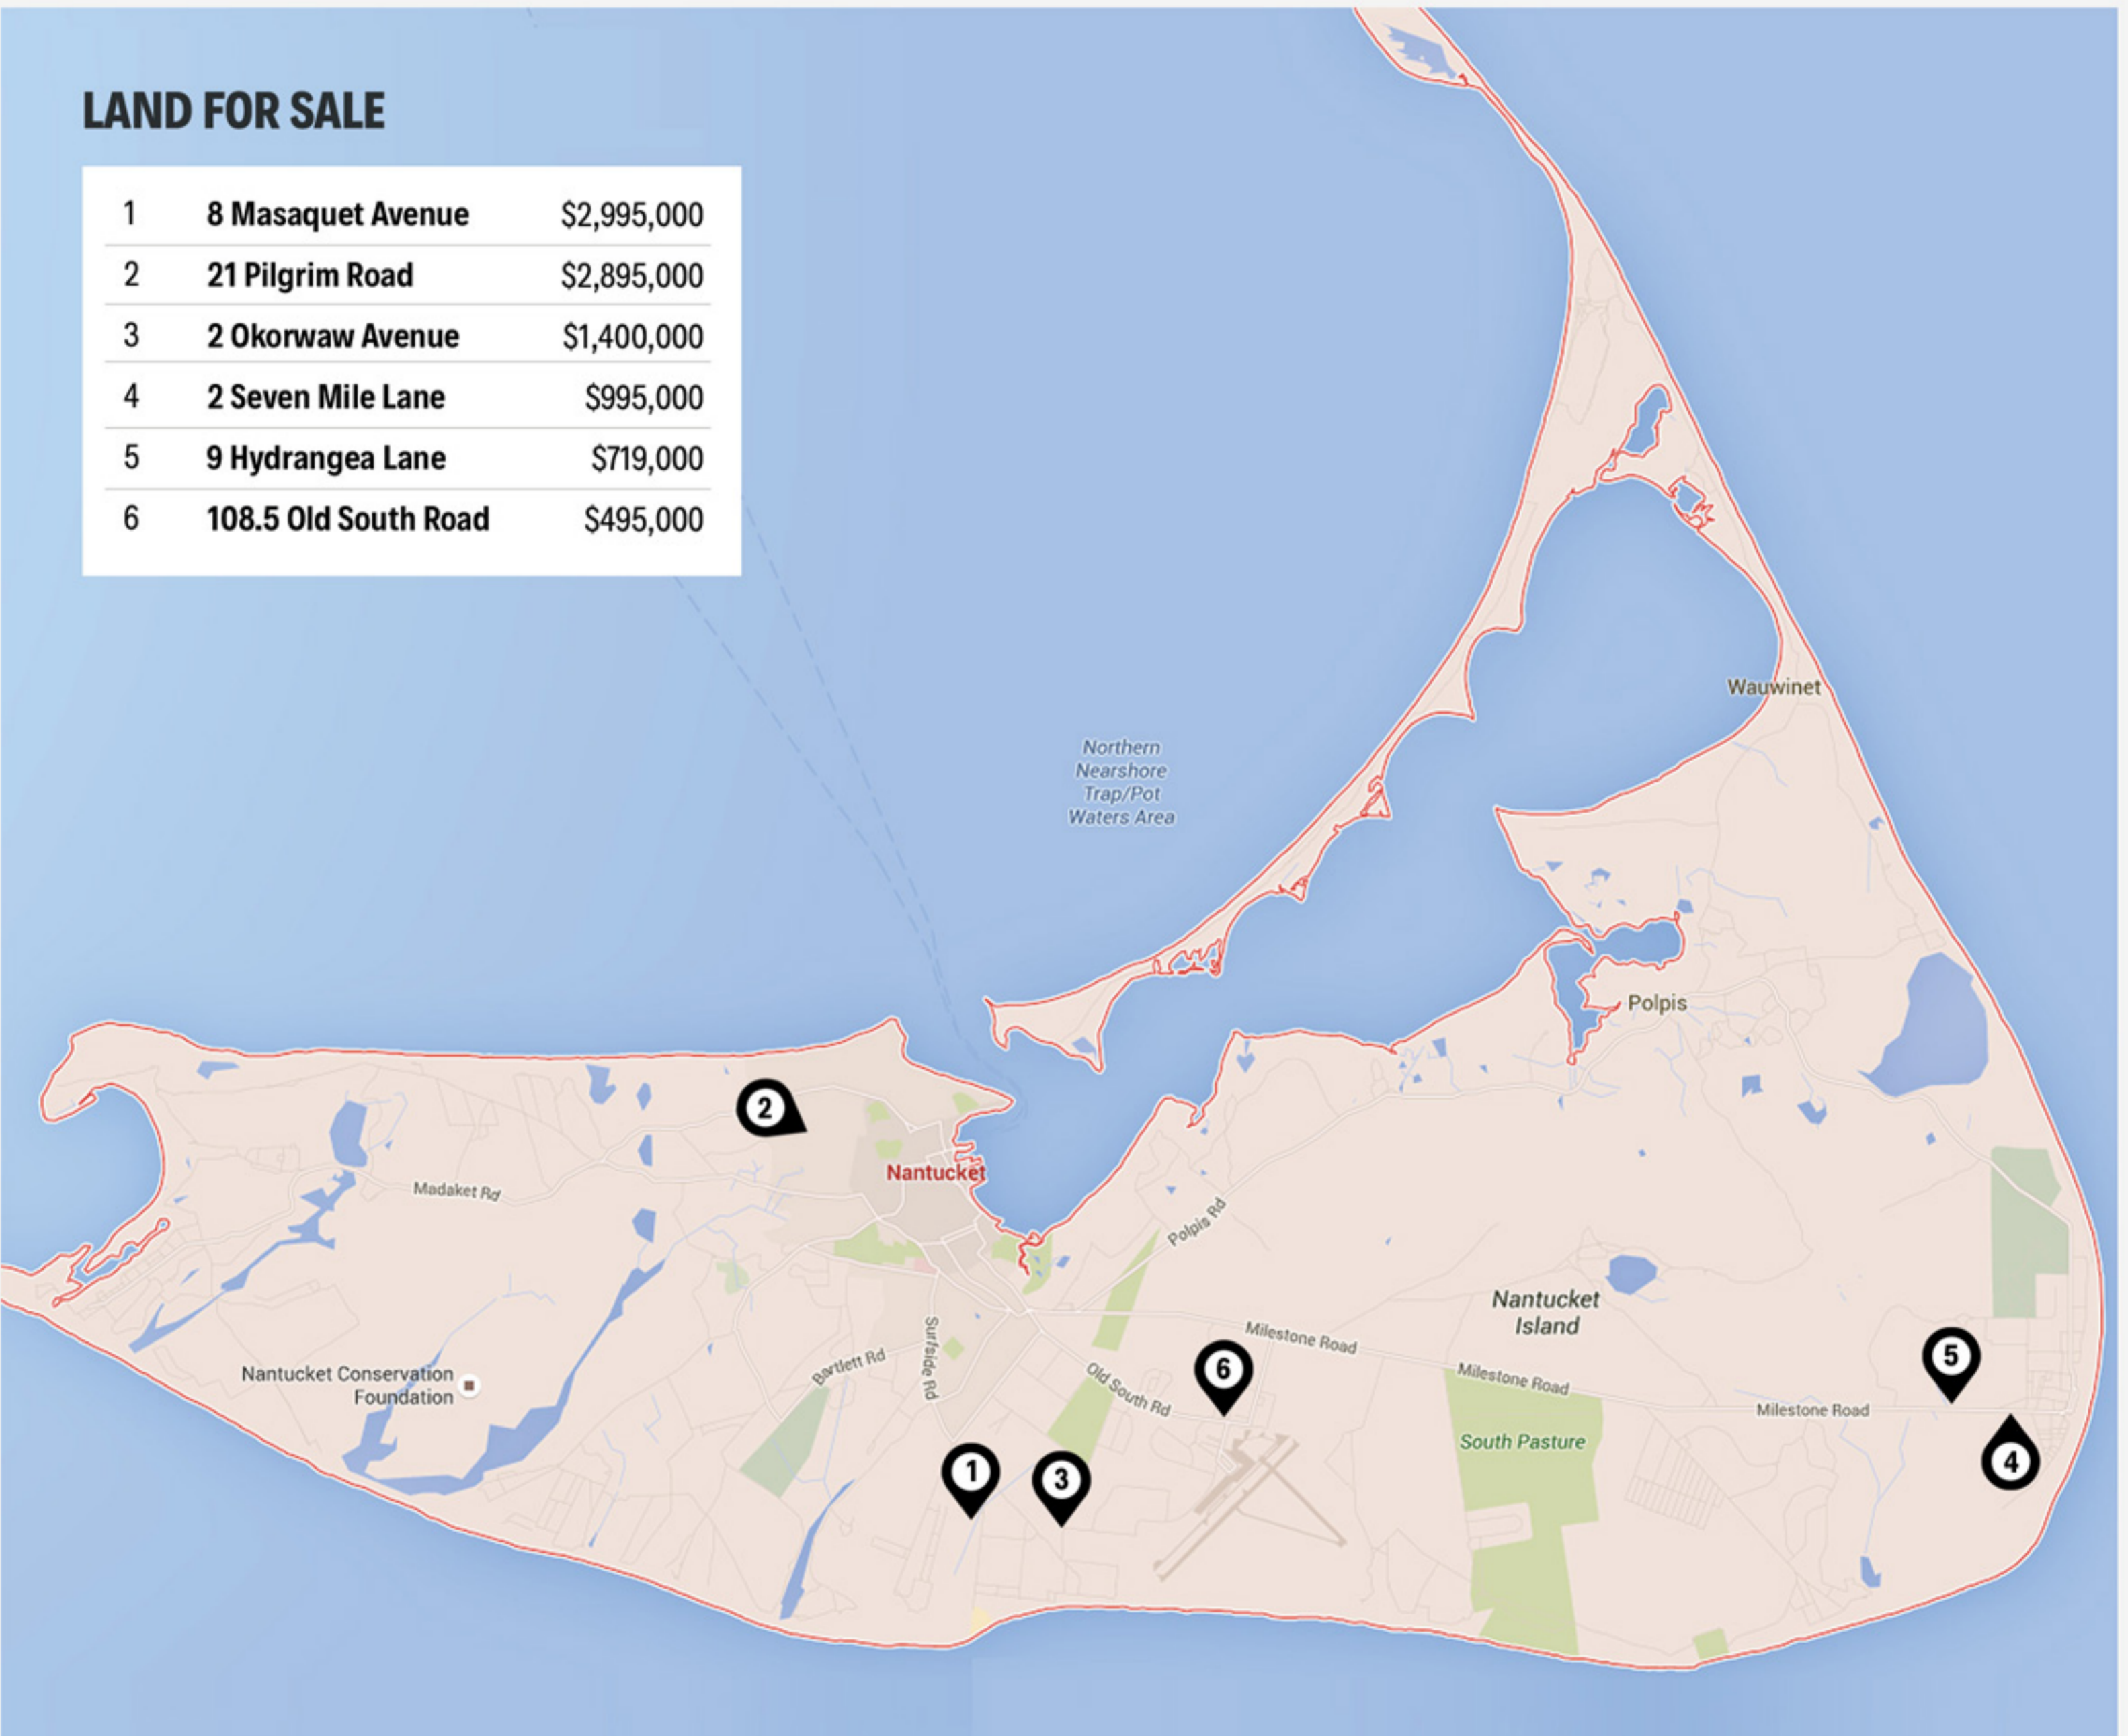 LAND FOR SALE
1 8 Masaquet Avenue $2,995,000
2 21 Pilgrim Road $2,895,000
3 2 Okorwaw Avenue $1,400,000
4 2 Seven Mile Lane $995,000
5 9 Hydrangea Lane $719,000
6 108.5 Old South Road $495,000
Wauwinet
Northern
Nearshore
Trap/Pot
Waters Area
Polpis
2
Nantucket
Madaket Rd
Polpis Rd
Nantucket
Island
Milestone Road
Surfside Rd
Bartlett Rd
Old South Rd
6
Milestone Road
5
Nantucket Conservation
Foundation
Milestone Road
South Pasture
4
1
3